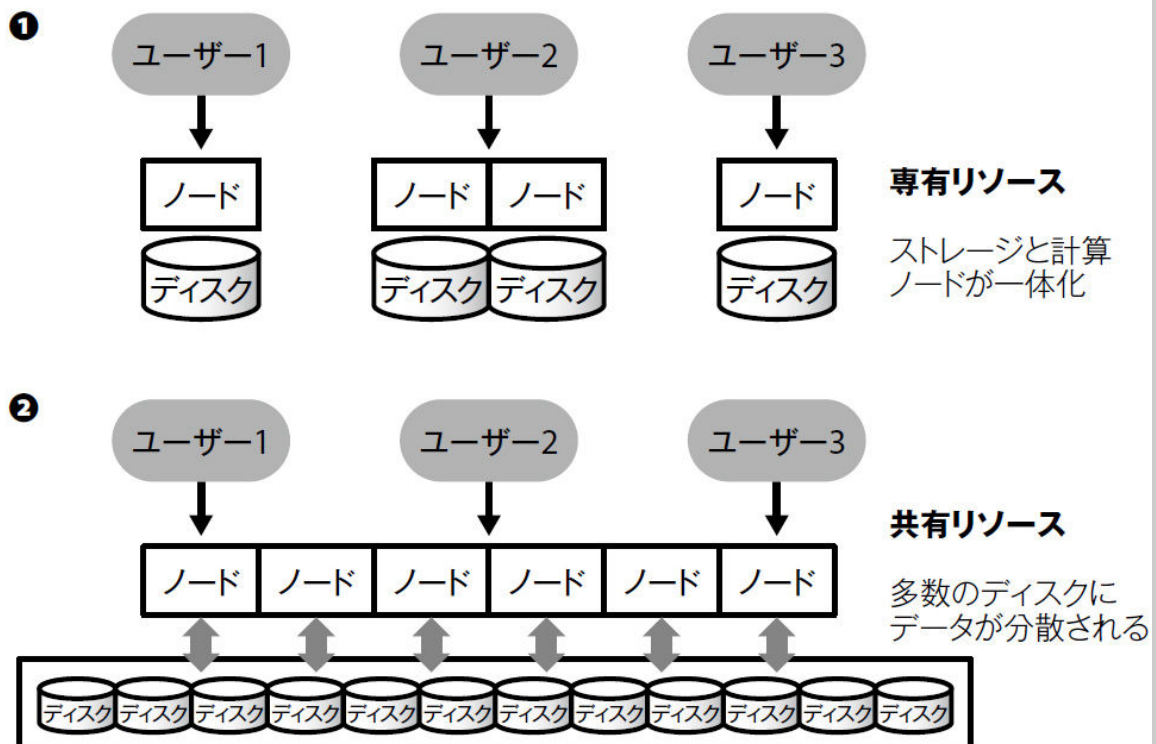 ❶
ユーザー1 ユーザー2 ユーザー3
ノード ノード ノード ノード
ディスク ディスク ディスク ディスク
専有リソース
ストレージと計算
ノードが一体化
❷
ユーザー1 ユーザー2 ユーザー3
ノード ノード ノード ノード ノード ノード
共有リソース
多数のディスクに
データが分散される
ディスク ディスク ディスク ディスク ディスク ディスク ディスク ディスク ディスク ディスク ディスク ディスク